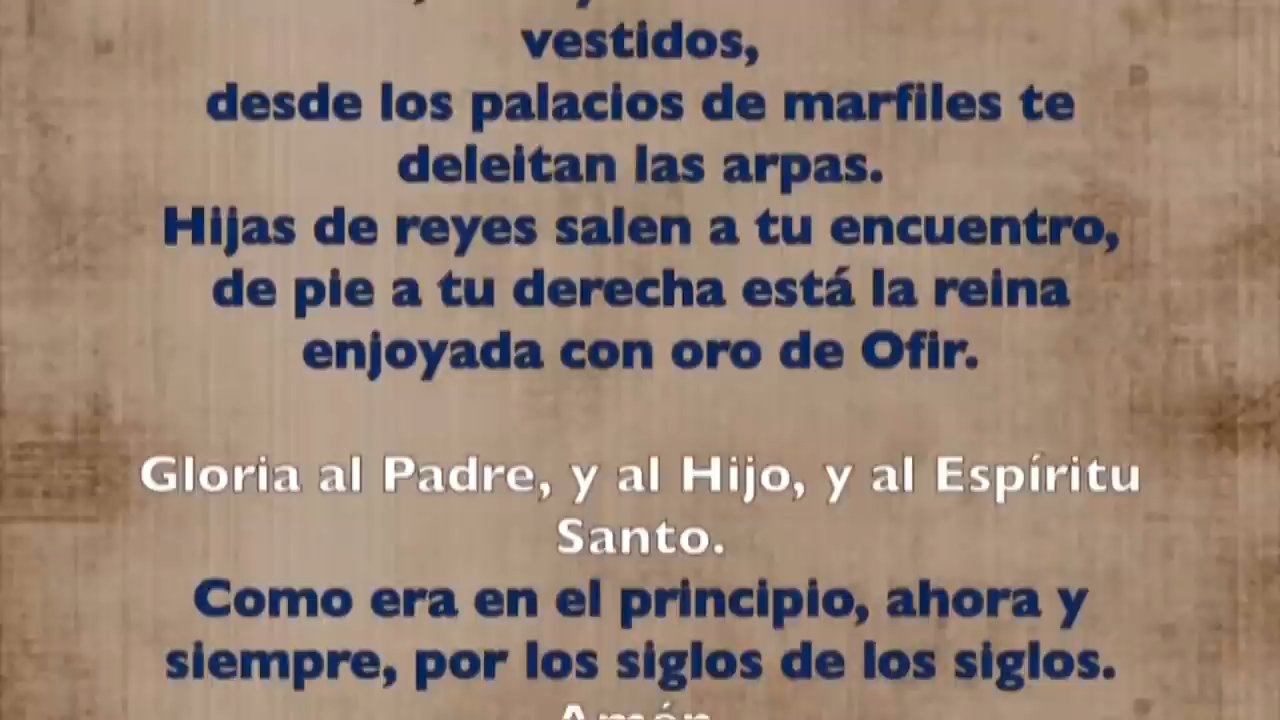 vestidos,
desde los palacios de marfiles te
deleitan las arpas.
Hijas de reyes salen a tu encuentro,
de pie a tu derecha está la reina
enjoyada con oro de Ofir.
Gloria al Padre, y al Hijo, y al Espíritu
Santo.
Como era en el principio, ahora y
siempre, por los siglos de los siglos.
Amén